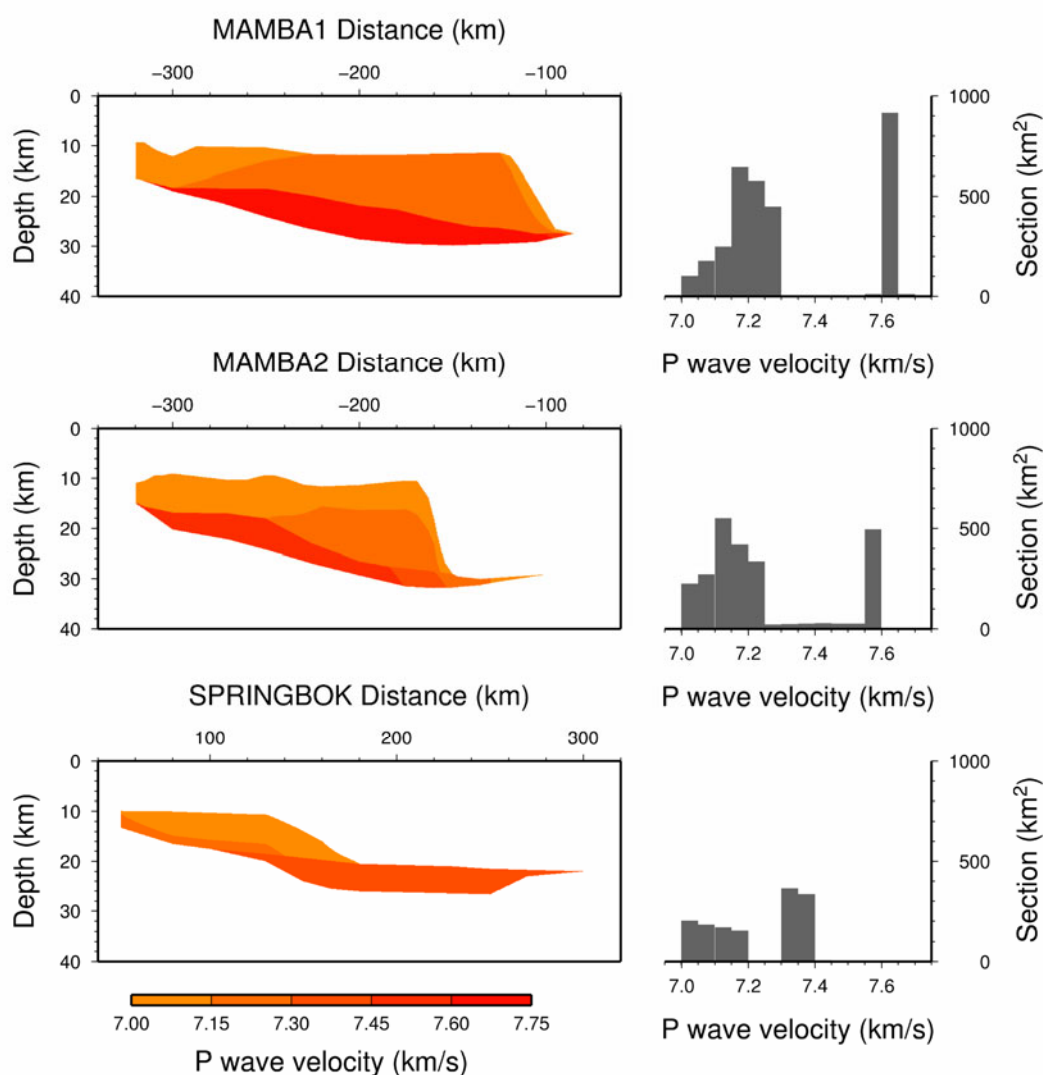 MAMBA1 Distance (km)
−300 −200 −100
0
10
20
30
40
Depth (km)
1000
500
0
Section (km²)
7.0 7.2 7.4 7.6
P wave velocity (km/s)
MAMBA2 Distance (km)
−300 −200 −100
0
10
20
30
40
Depth (km)
1000
500
0
Section (km²)
7.0 7.2 7.4 7.6
P wave velocity (km/s)
SPRINGBOK Distance (km)
100 200 300
0
10
20
30
40
Depth (km)
1000
500
0
Section (km²)
7.0 7.2 7.4 7.6
P wave velocity (km/s)
7.00 7.15 7.30 7.45 7.60 7.75
P wave velocity (km/s)